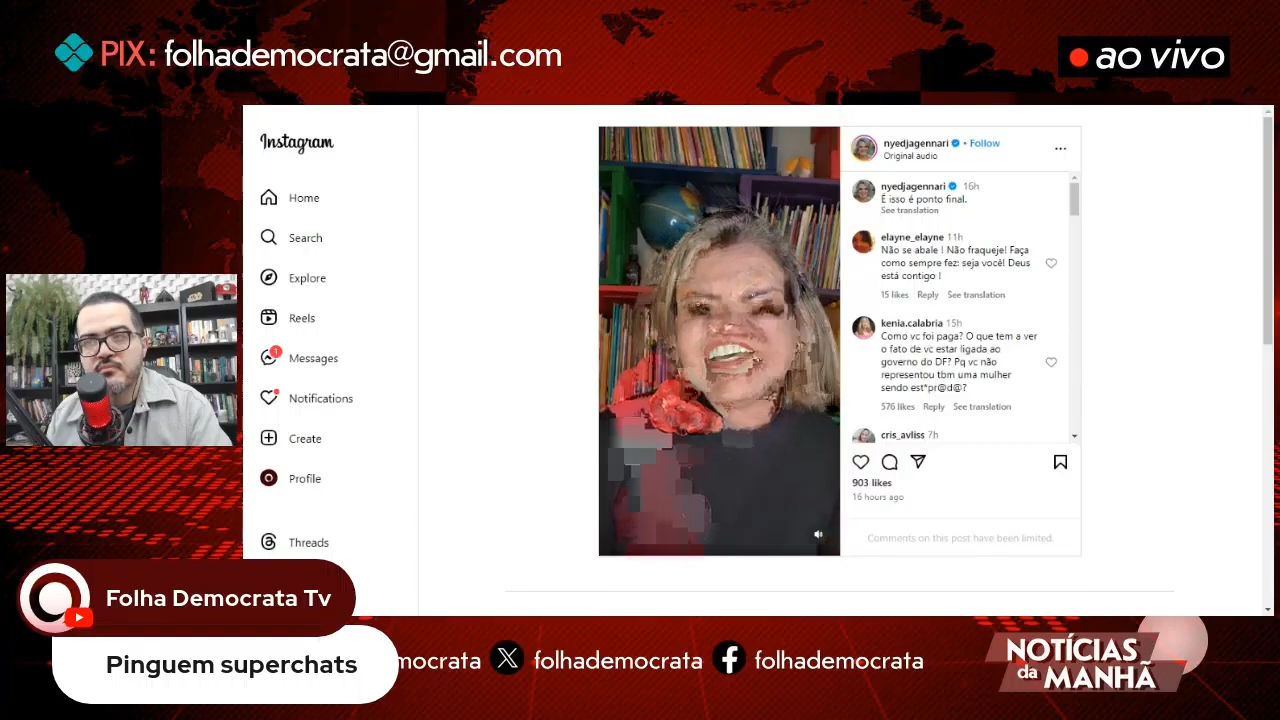 PIX: folhademocrata@gmail.com
ao vivo
Instagram
Home
Search
Explore
Reels
1
Messages
Notifications
Create
Profile
Threads
nyedjagennari • Follow
Original audio
nyedjagennari 16h
É isso é ponto final.
See translation
elayne_elayne 11h
Não se abale ! Não fraqueje! Faça
como sempre fez: seja você! Deus
está contigo !
15 likes Reply See translation
kenia.calabria 15h
Como vc foi paga? O que tem a ver
o fato de vc estar ligada ao
governo do DF? Pq vc não
representou tbm uma mulher
sendo est*pr@d@?
576 likes Reply See translation
cris_avliss 7h
903 likes
16 hours ago
Comments on this post have been limited.
Folha Democrata Tv
Pinguem superchats
mocrata folhademocrata folhademocrata
NOTÍCIAS
da MANHÃ